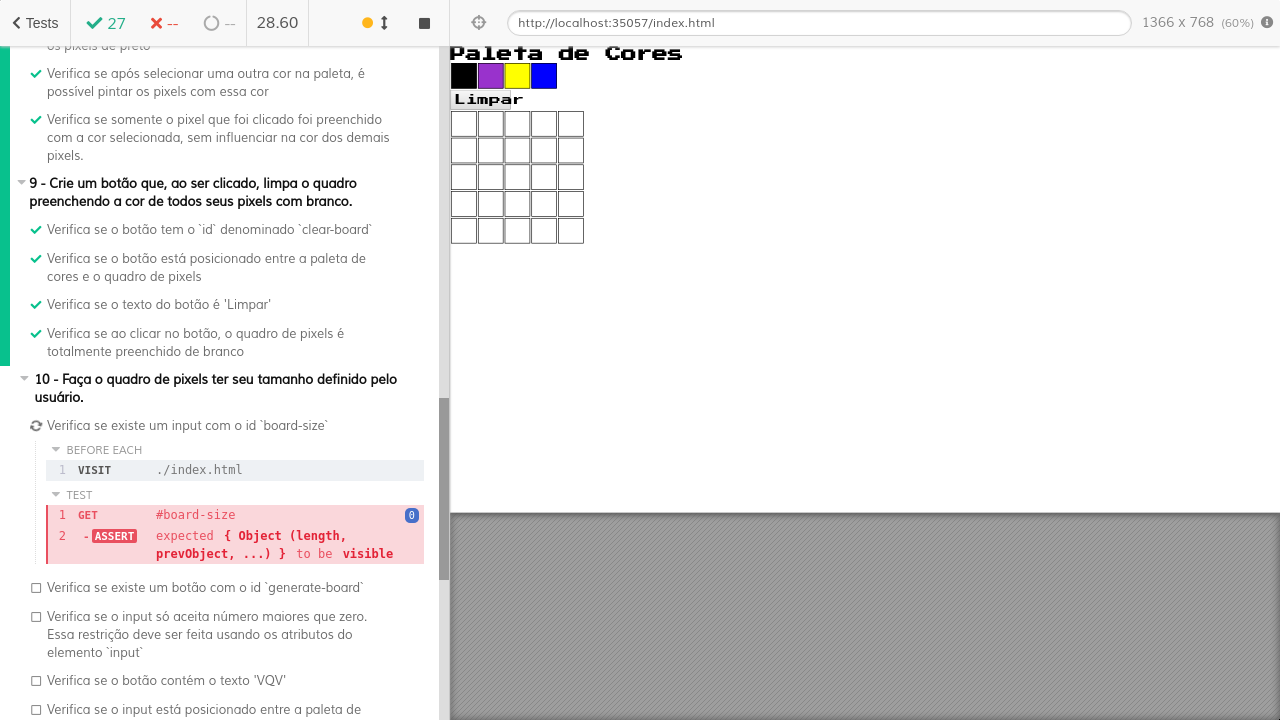 Tests 27 -- -- 28.60 http://localhost:35057/index.html 1366 x 768 (60%)
os pixels de preto
Verifica se após selecionar uma outra cor na paleta, é
possível pintar os pixels com essa cor
Verifica se somente o pixel que foi clicado foi preenchido
com a cor selecionada, sem influenciar na cor dos demais
pixels.
9 - Crie um botão que, ao ser clicado, limpa o quadro
preenchendo a cor de todos seus pixels com branco.
Verifica se o botão tem o `id` denominado `clear-board`
Verifica se o botão está posicionado entre a paleta de
cores e o quadro de pixels
Verifica se o texto do botão é 'Limpar'
Verifica se ao clicar no botão, o quadro de pixels é
totalmente preenchido de branco
10 - Faça o quadro de pixels ter seu tamanho definido pelo
usuário.
Verifica se existe um input com o id `board-size`
BEFORE EACH
1 VISIT ./index.html
TEST
1 GET #board-size 0
2 -ASSERT expected { Object (length,
prevObject, ...) } to be visible
Verifica se existe um botão com o id `generate-board`
Verifica se o input só aceita número maiores que zero.
Essa restrição deve ser feita usando os atributos do
elemento `input`
Verifica se o botão contém o texto 'VQV'
Verifica se o input está posicionado entre a paleta de
Paleta de Cores
Limpar